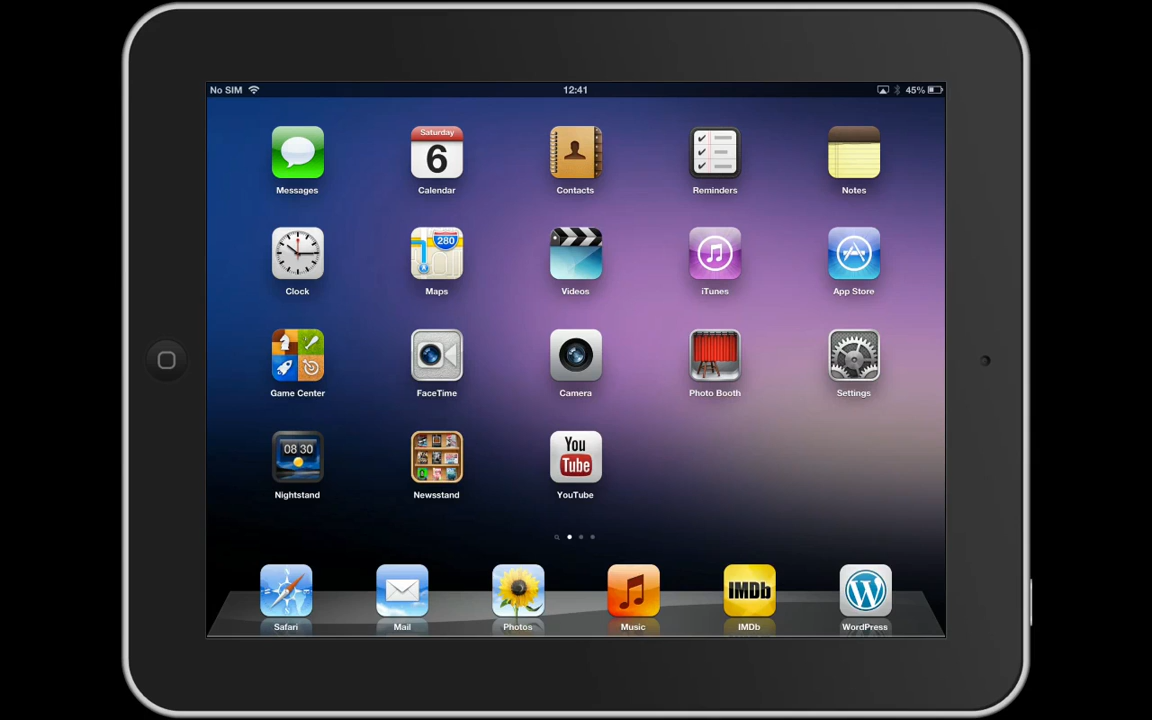 No SIM 12:41 45%
Saturday
6
280
Messages Calendar Contacts Reminders Notes
Clock Maps Videos iTunes App Store
Game Center FaceTime Camera Photo Booth Settings
08 30
You
Tube
Nightstand Newsstand YouTube
IMDb
W
Safari Mail Photos Music IMDb WordPress